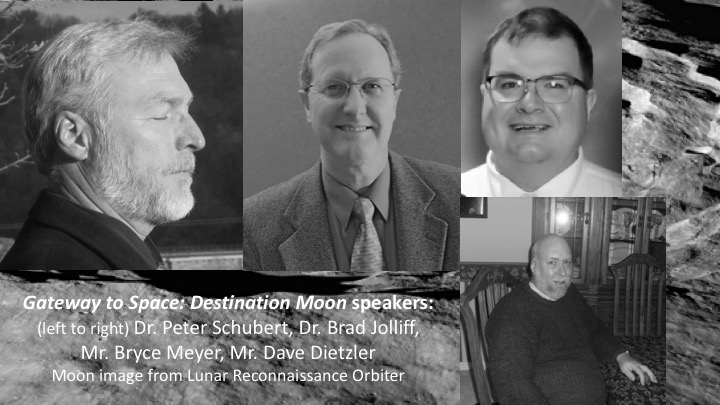 Gateway to Space: Destination Moon speakers:
(left to right) Dr. Peter Schubert, Dr. Brad Jolliff,
Mr. Bryce Meyer, Mr. Dave Dietzler
Moon image from Lunar Reconnaissance Orbiter